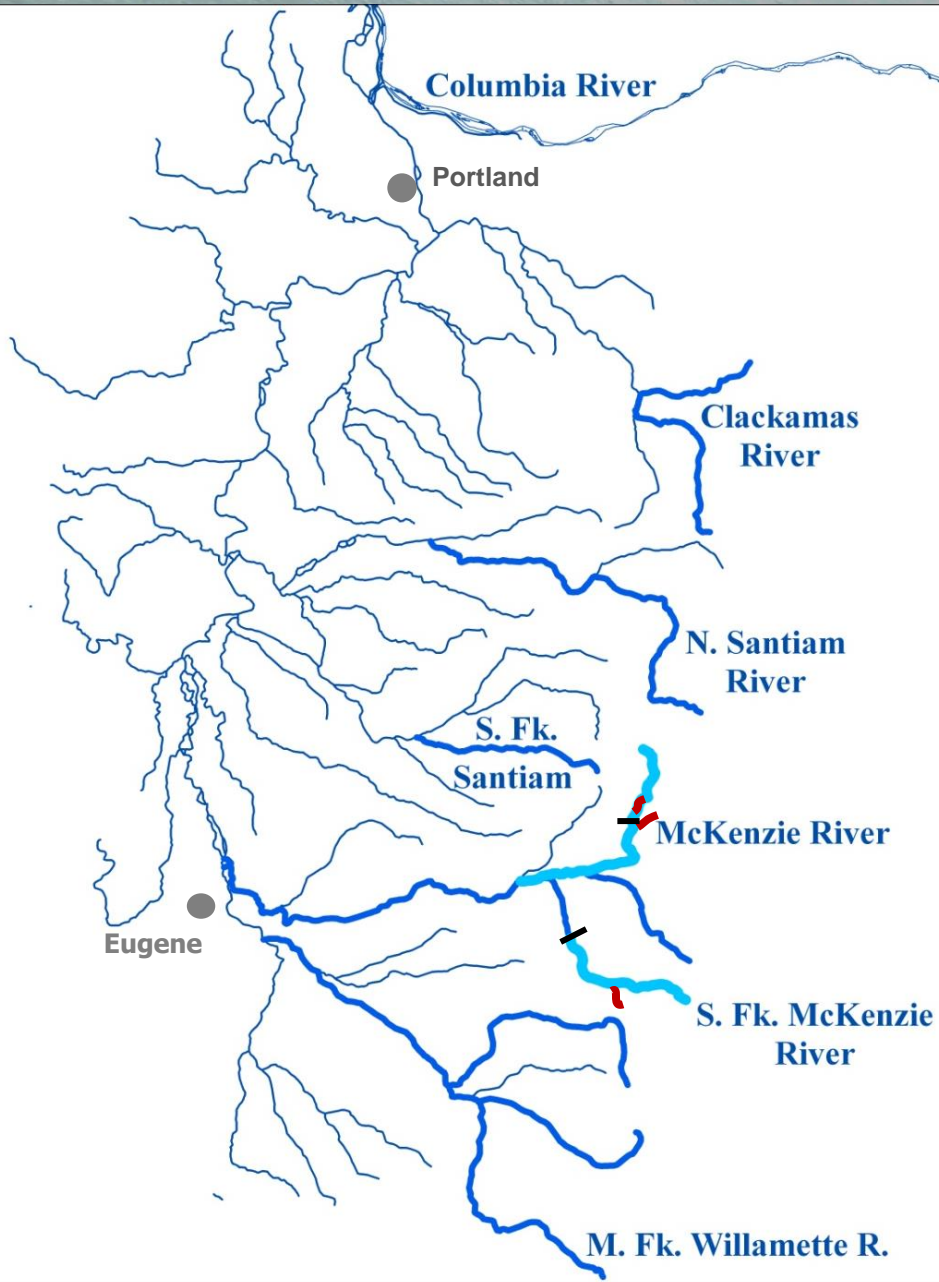 Columbia River
Portland
Clackamas
River
N. Santiam
River
S. Fk.
Santiam
McKenzie River
Eugene
S. Fk. McKenzie
River
M. Fk. Willamette R.